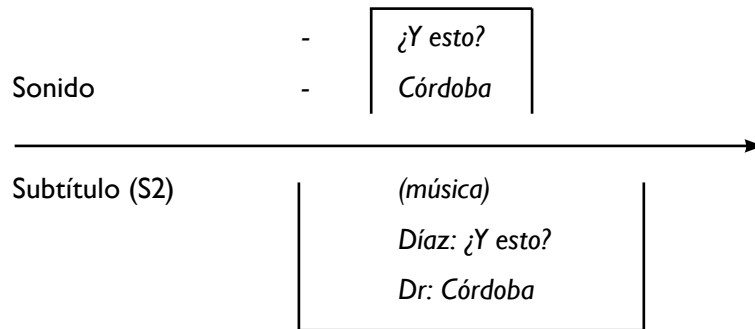 - ¿Y esto?
Sonido - Córdoba
Subtítulo (S2) (música)
Díaz: ¿Y esto?
Dr: Córdoba